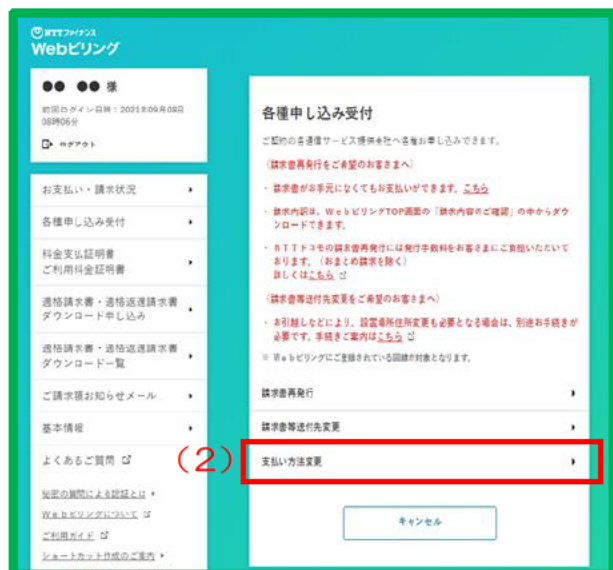 NTTファイナンス
Webビリング
●● ●● 様
前回ログイン日時：2021年09月09日
08時06分
ログアウト
お支払い・請求状況
各種申し込み受付
料金支払証明書
ご利用料金証明書
適格請求書・適格返還請求書
ダウンロード申し込み
適格請求書・適格返還請求書
ダウンロード一覧
ご請求額お知らせメール
基本情報
よくあるご質問
秘密の質問による認証とは
Webビリングについて
ご利用ガイド
ショートカット作成のご案内
各種申し込み受付
ご契約の各通信サービス提供会社へ各種お申し込みできます。
〈請求書再発行をご希望のお客さまへ〉
・ 請求書がお手元になくてもお支払いができます。こちら
・ 請求内訳は、WebビリングTOP画面の「請求内容のご確認」の中からダウ
ンロードできます。
・ NTTドコモの請求書再発行には発行手数料をお客さまにご負担いただいて
おります。（おまとめ請求を除く）
詳しくはこちら
〈請求書等送付先変更をご希望のお客さまへ〉
・ お引越しなどにより、設置場所住所変更も必要となる場合は、別途お手続きが
必要です。手続きご案内はこちら
※ Webビリングにご登録されている回線が対象となります。
請求書再発行
請求書等送付先変更
（2）
支払い方法変更
キャンセル